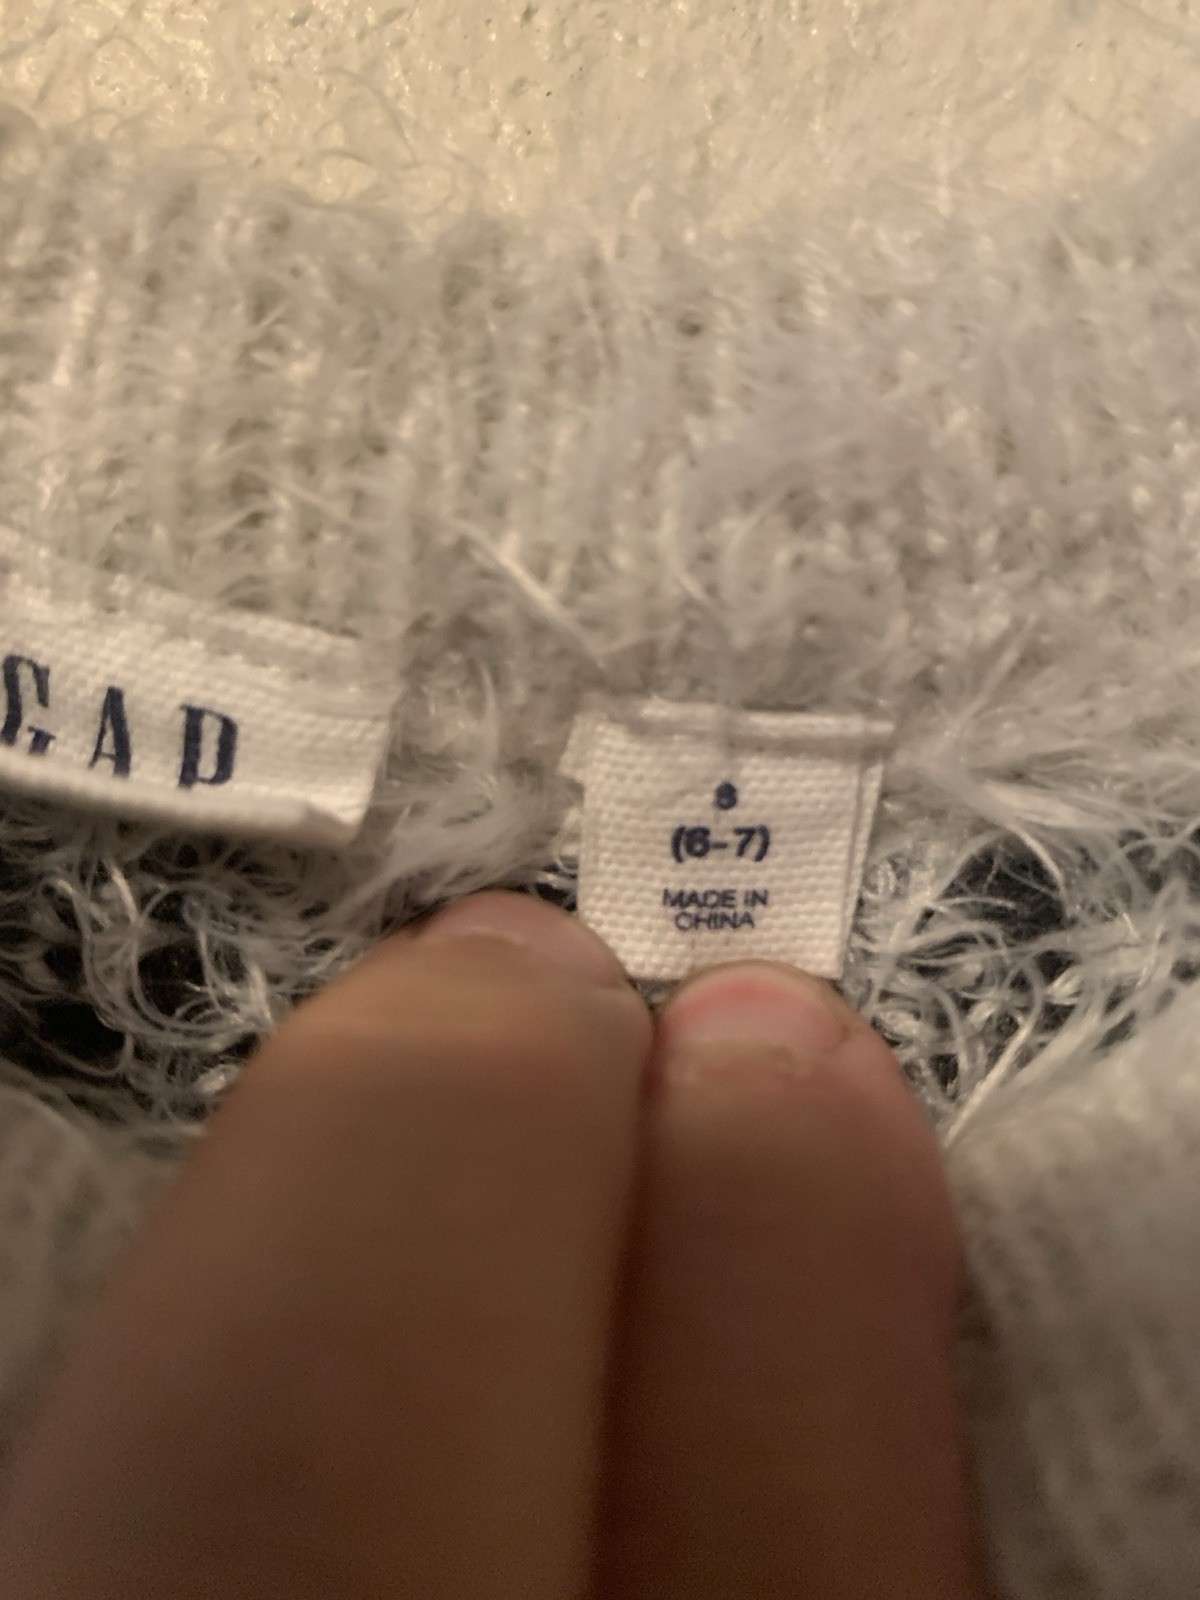 GAP
S
(6-7)
MADE IN
CHINA